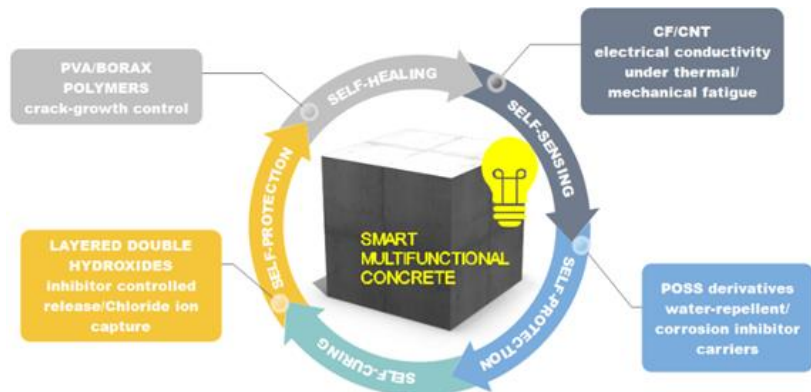 PVA/BORAX
POLYMERS
crack-growth control
CF/CNT
electrical conductivity
under thermal/
mechanical fatigue
SELF-HEALING
SELF-SENSING
SELF-PROTECTION
SMART
MULTIFUNCTIONAL
CONCRETE
LAYERED DOUBLE
HYDROXIDES
inhibitor controlled
release/Chloride ion
capture
SELF-PROTECTION
POSS derivatives
water-repellent/
corrosion inhibitor
carriers
SELF-CURING